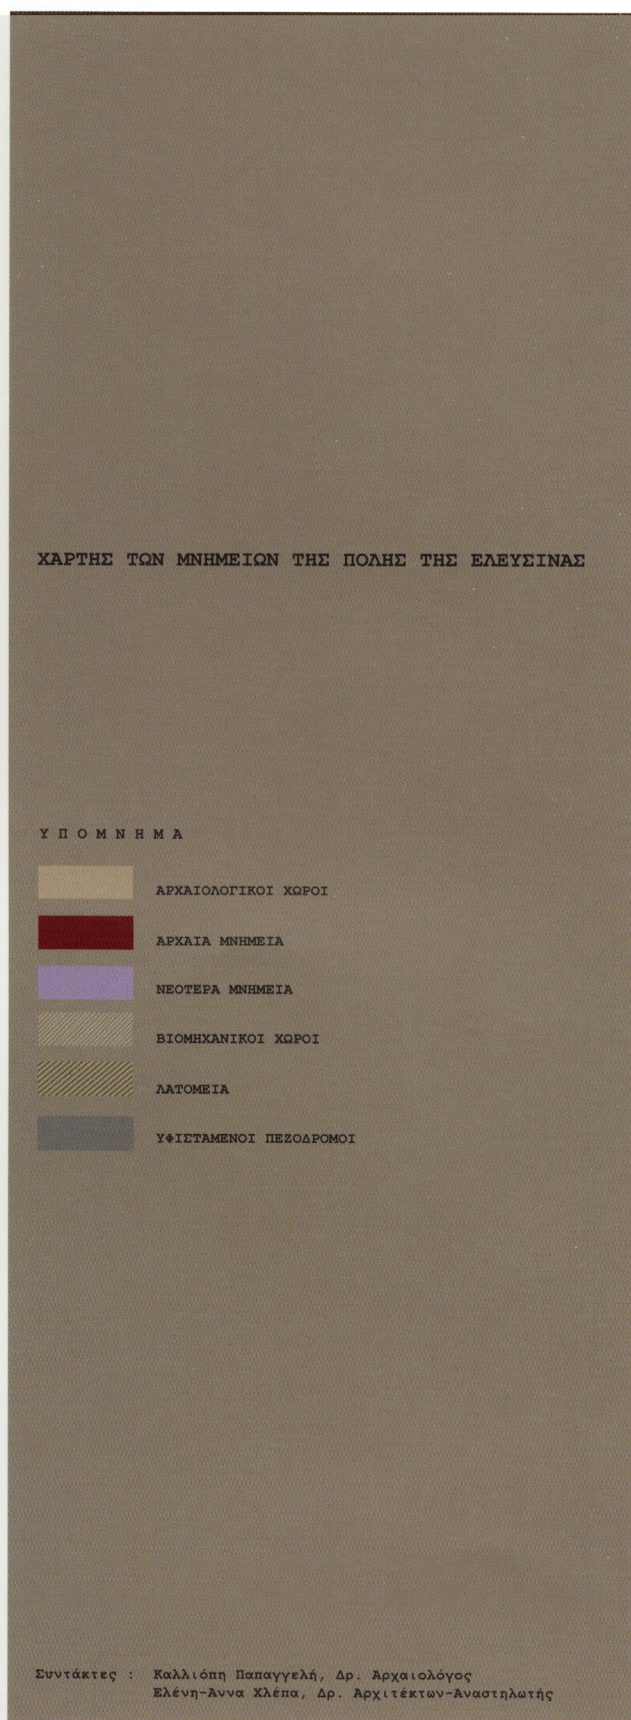 ΧΑΡΤΗΣ ΤΩΝ ΜΝΗΜΕΙΩΝ ΤΗΣ ΠΟΛΗΣ ΤΗΣ ΕΛΕΥΣΙΝΑΣ
ΥΠΟΜΝΗΜΑ
ΑΡΧΑΙΟΛΟΓΙΚΟΙ ΧΩΡΟΙ
ΑΡΧΑΙΑ ΜΝΗΜΕΙΑ
ΝΕΟΤΕΡΑ ΜΝΗΜΕΙΑ
ΒΙΟΜΗΧΑΝΙΚΟΙ ΧΩΡΟΙ
ΛΑΤΟΜΕΙΑ
ΥΦΙΣΤΑΜΕΝΟΙ ΠΕΖΟΔΡΟΜΟΙ
Συντάκτες : Καλλιόπη Παπαγγελή, Δρ. Αρχαιολόγος
Ελένη-Άννα Χλέπα, Δρ. Αρχιτέκτων-Αναστηλωτής